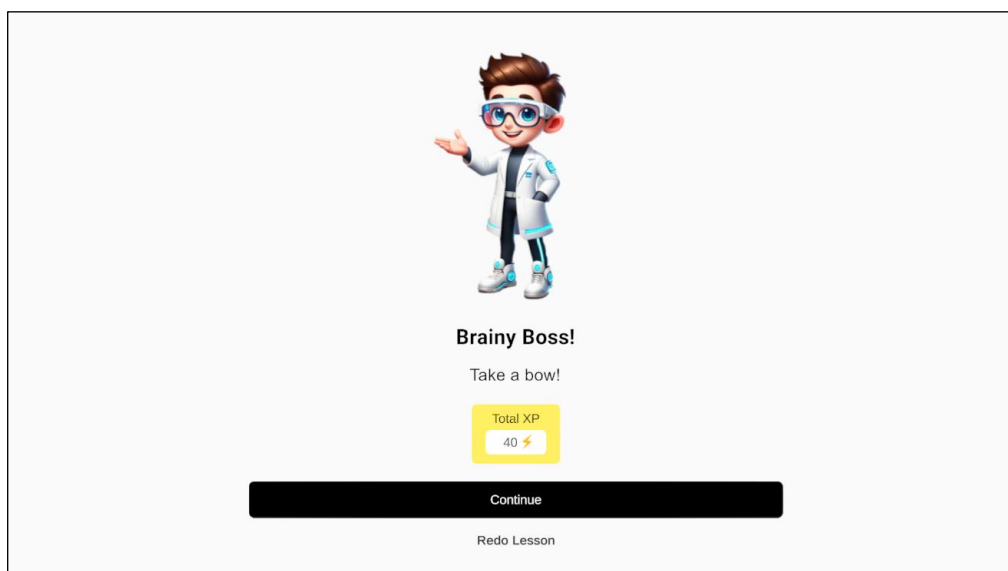 Brainy Boss!
Take a bow!
Total XP
40⚡
Continue
Redo Lesson